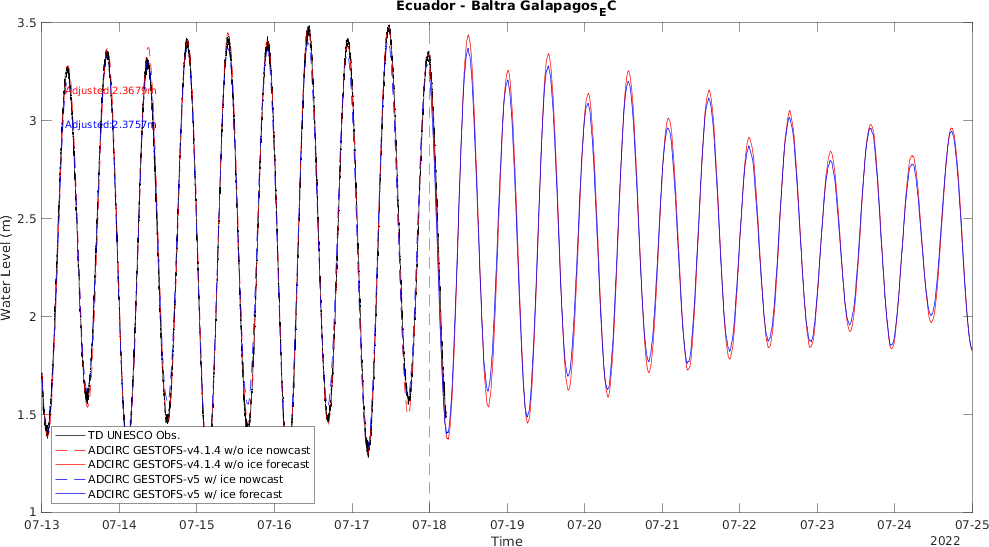 Ecuador - Baltra Galapagos_EC
3.5
3
2.5
2
1.5
1
Water Level (m)
Adjusted:2.3679m
Adjusted:2.3757m
TD UNESCO Obs.
ADCIRC GESTOFS-v4.1.4 w/o ice nowcast
ADCIRC GESTOFS-v4.1.4 w/o ice forecast
ADCIRC GESTOFS-v5 w/ ice nowcast
ADCIRC GESTOFS-v5 w/ ice forecast
07-13 07-14 07-15 07-16 07-17 07-18 07-19 07-20 07-21 07-22 07-23 07-24 07-25
Time
2022